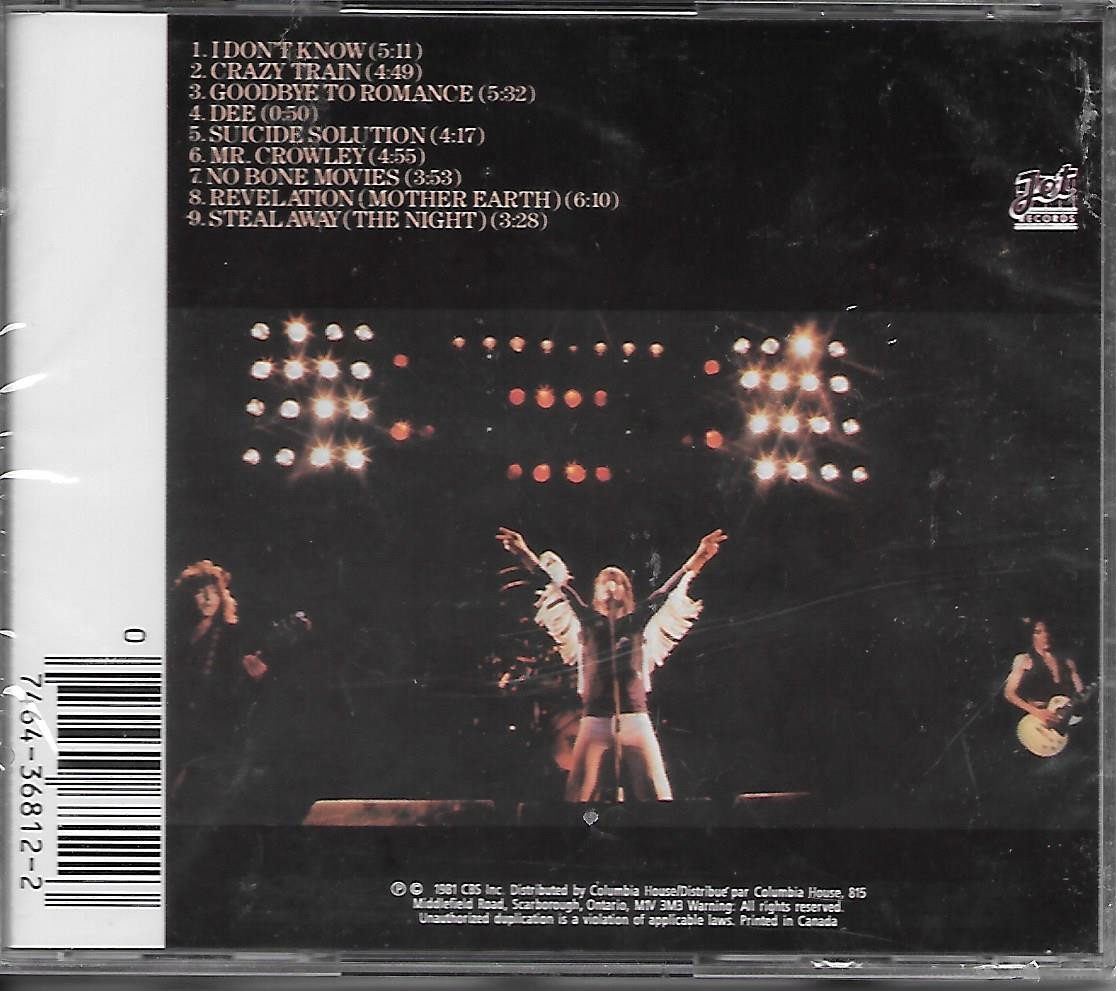 1. I DON'T KNOW (5:11)
2. CRAZY TRAIN (4:49)
3. GOODBYE TO ROMANCE (5:32)
4. DEE (0:50)
5. SUICIDE SOLUTION (4:17)
6. MR. CROWLEY (4:55)
7. NO BONE MOVIES (3:53)
8. REVELATION (MOTHER EARTH) (6:10)
9. STEAL AWAY (THE NIGHT) (3:28)
Jet
RECORDS
0
7464-36812-2
℗ © 1981 CBS Inc. Distributed by Columbia House/Distribué par Columbia House, 815
Middlefield Road, Scarborough, Ontario, M1V 3M3 Warning: All rights reserved.
Unauthorized duplication is a violation of applicable laws. Printed in Canada